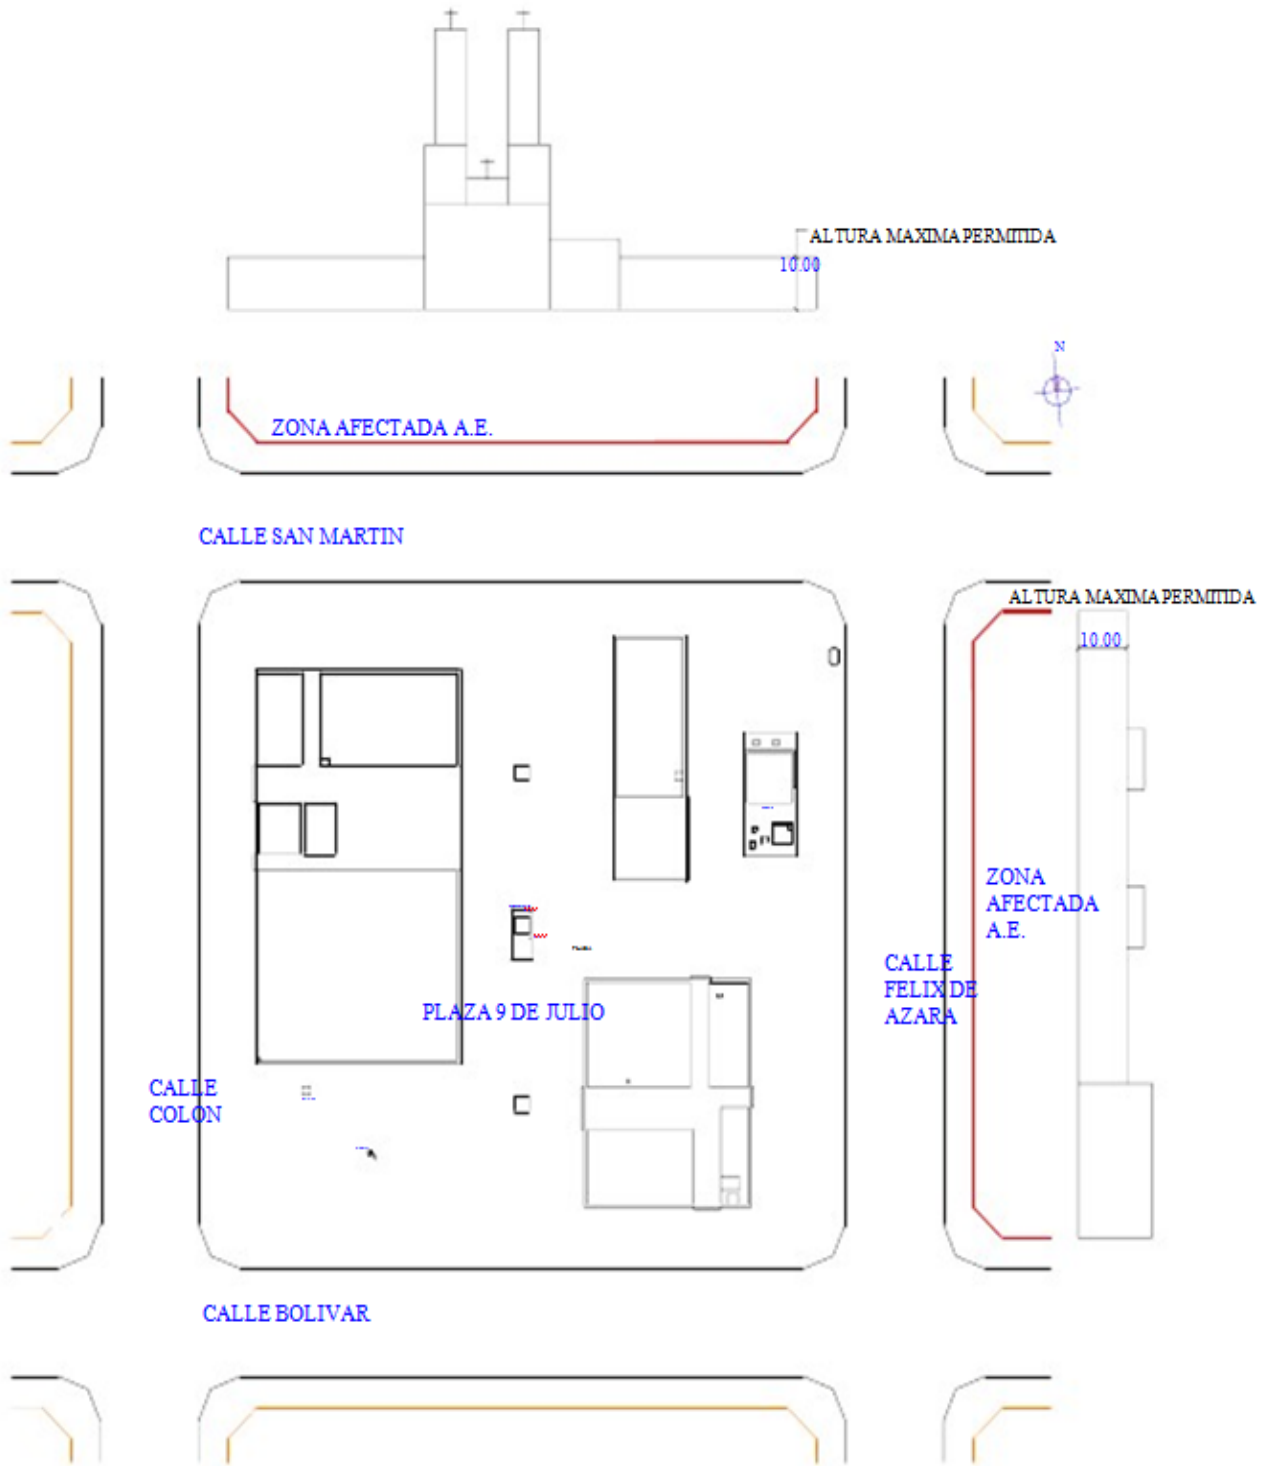 ALTURA MAXIMA PERMITIDA
10.00
N
ZONA AFECTADA A.E.
CALLE SAN MARTIN
ALTURA MAXIMA PERMITIDA
10.00
ZONA
AFECTADA
A.E.
CALLE
FELIX DE
AZARA
PLAZA 9 DE JULIO
CALLE
COLON
CALLE BOLIVAR